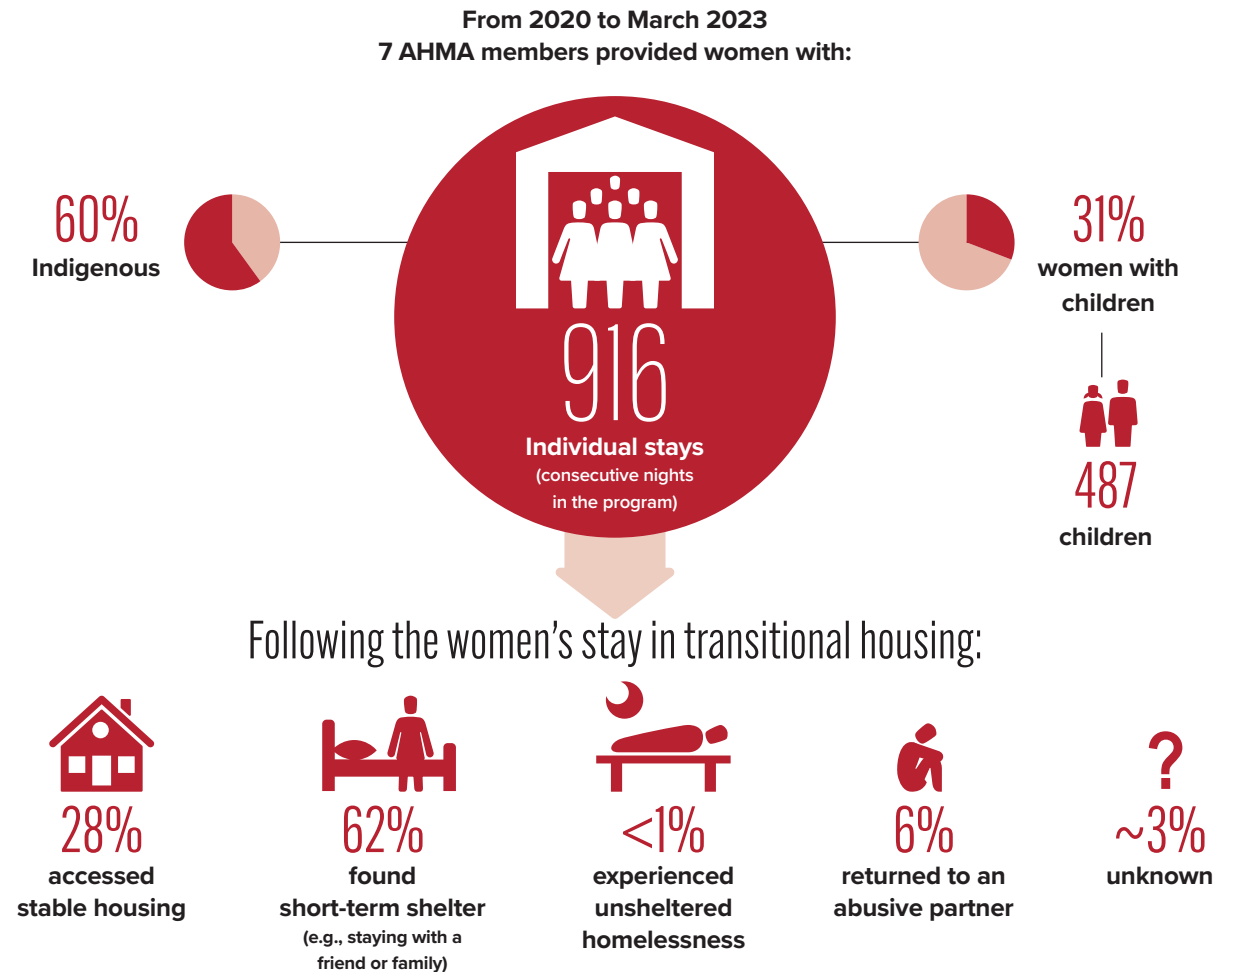 From 2020 to March 2023
7 AHMA members provided women with:
60%
Indigenous
916
Individual stays
(consecutive nights
in the program)
31%
women with
children
487
children
Following the women’s stay in transitional housing:
28%
accessed
stable housing
62%
found
short-term shelter
(e.g., staying with a
friend or family)
<1%
experienced
unsheltered
homelessness
6%
returned to an
abusive partner
?
~3%
unknown